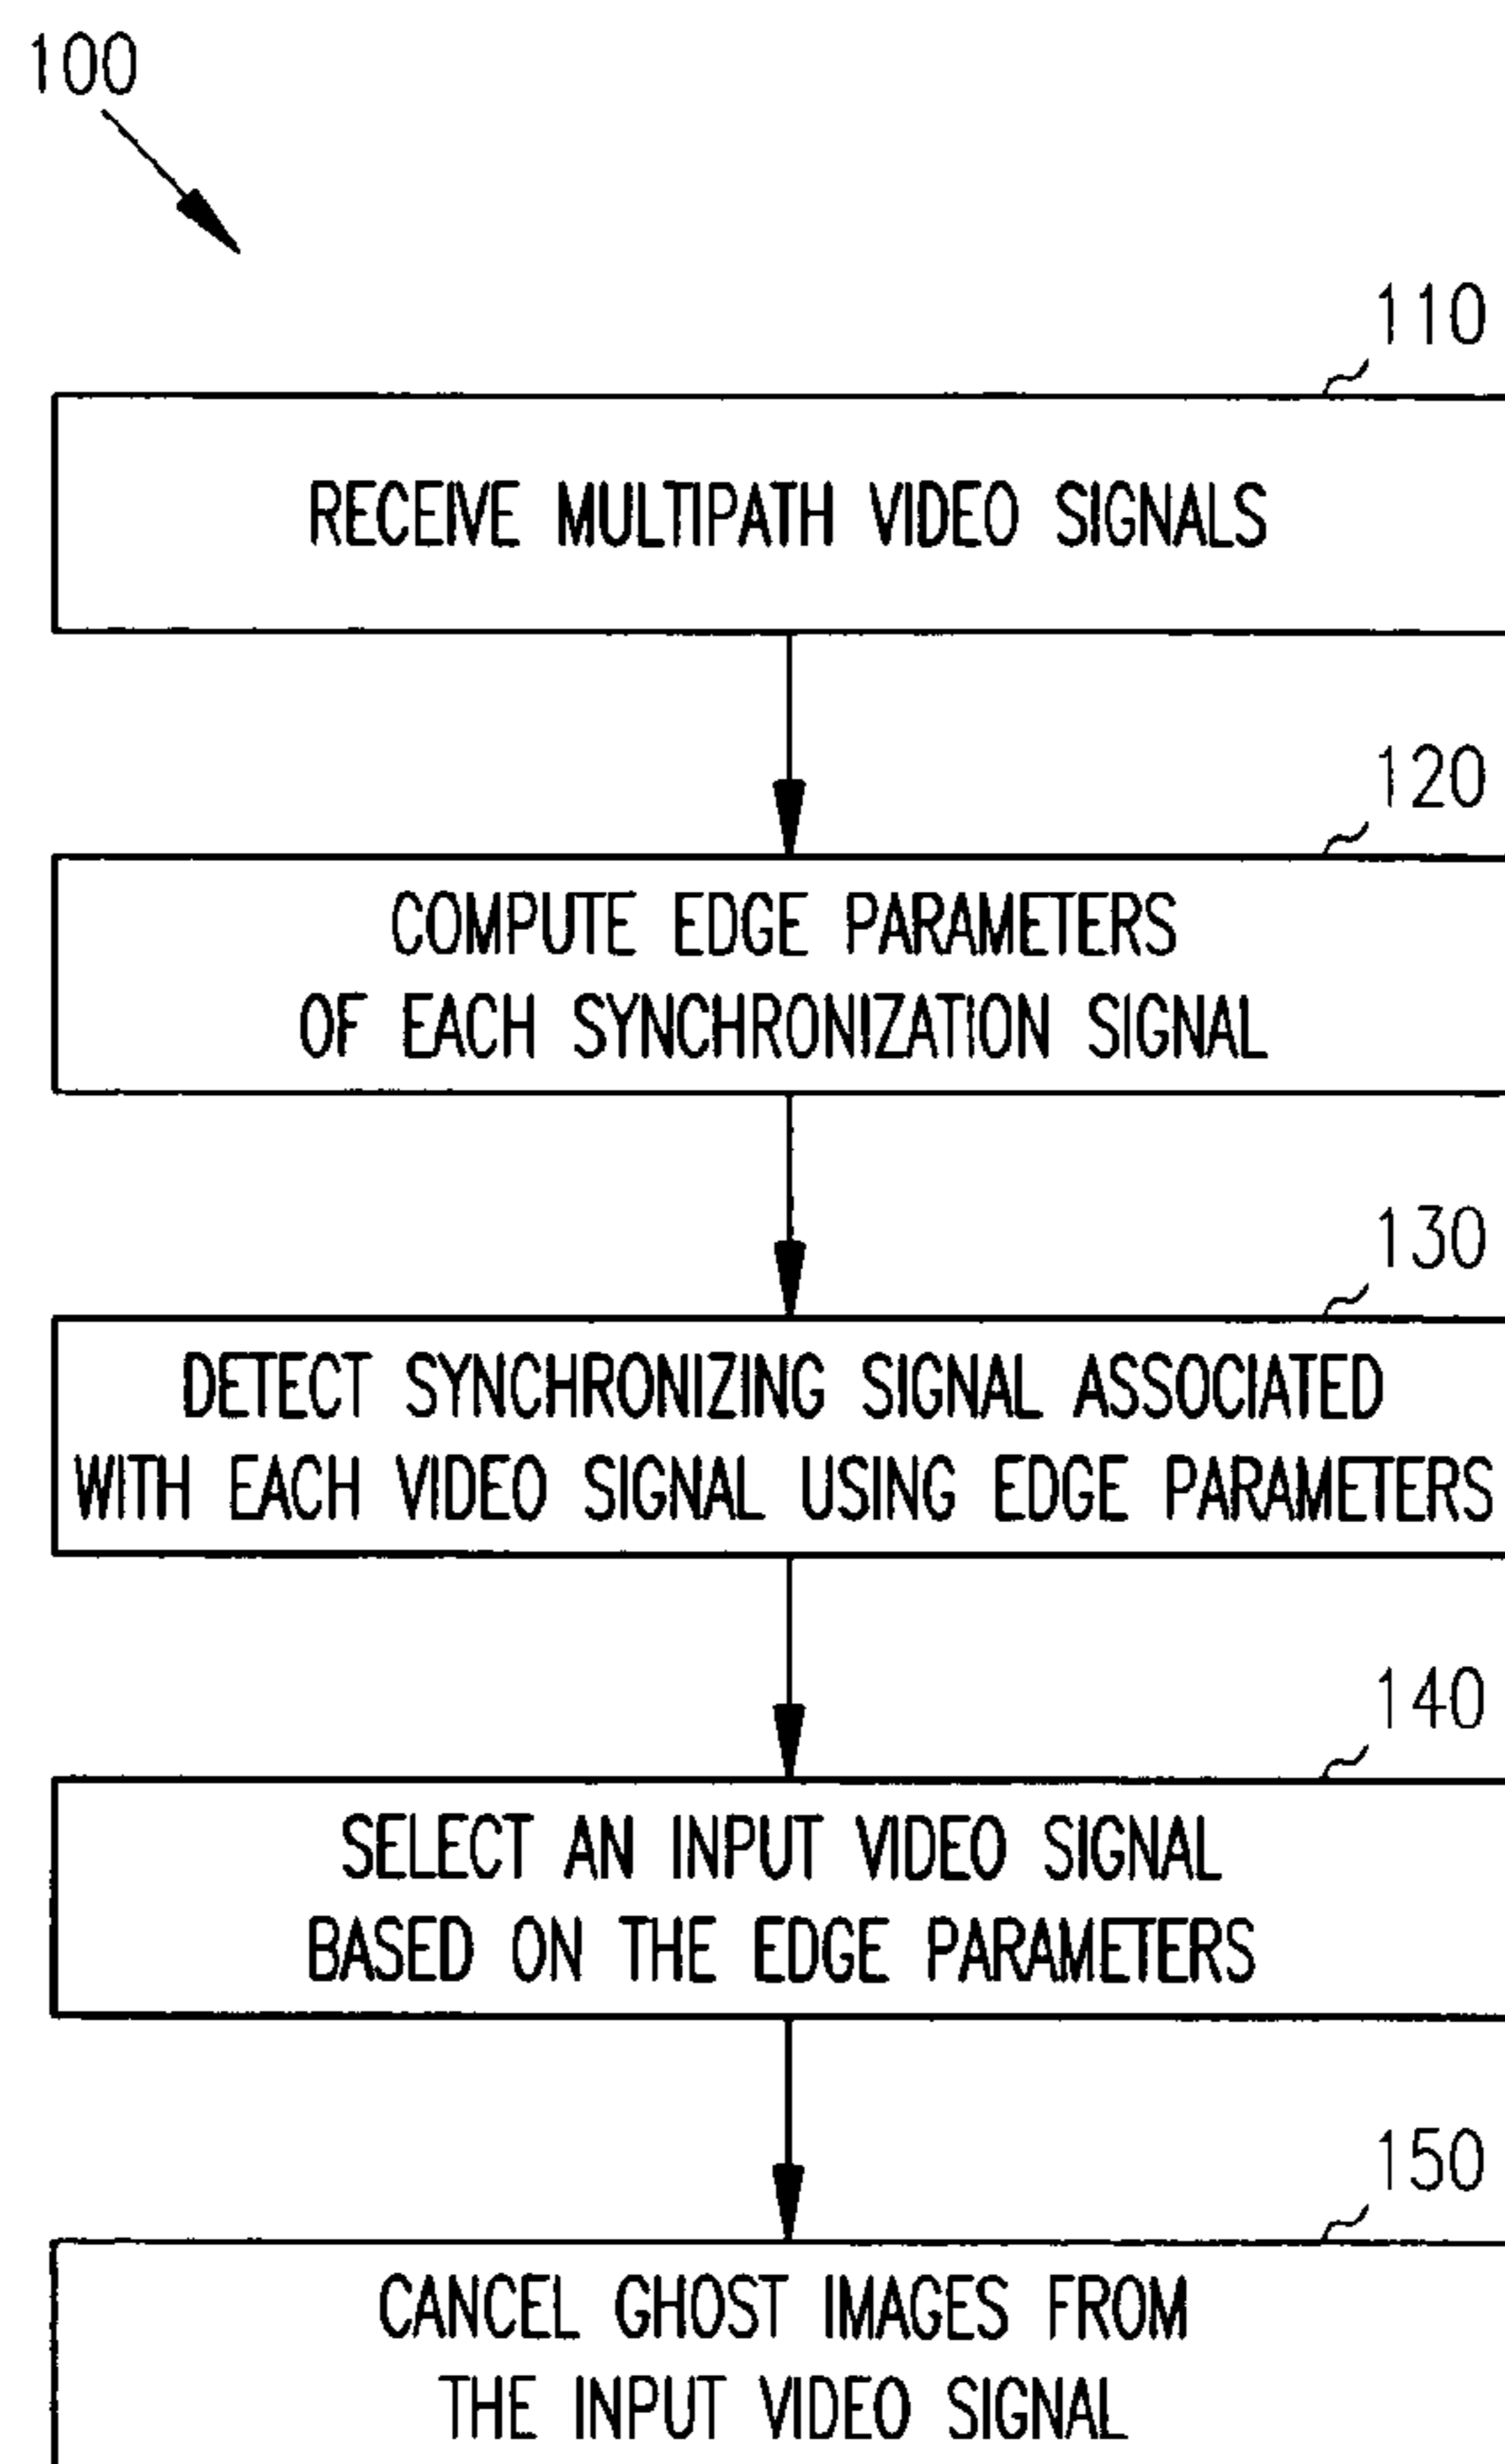 100
110
RECEIVE MULTIPATH VIDEO SIGNALS
120
COMPUTE EDGE PARAMETERS
OF EACH SYNCHRONIZATION SIGNAL
130
DETECT SYNCHRONIZING SIGNAL ASSOCIATED
WITH EACH VIDEO SIGNAL USING EDGE PARAMETERS
140
SELECT AN INPUT VIDEO SIGNAL
BASED ON THE EDGE PARAMETERS
150
CANCEL GHOST IMAGES FROM
THE INPUT VIDEO SIGNAL